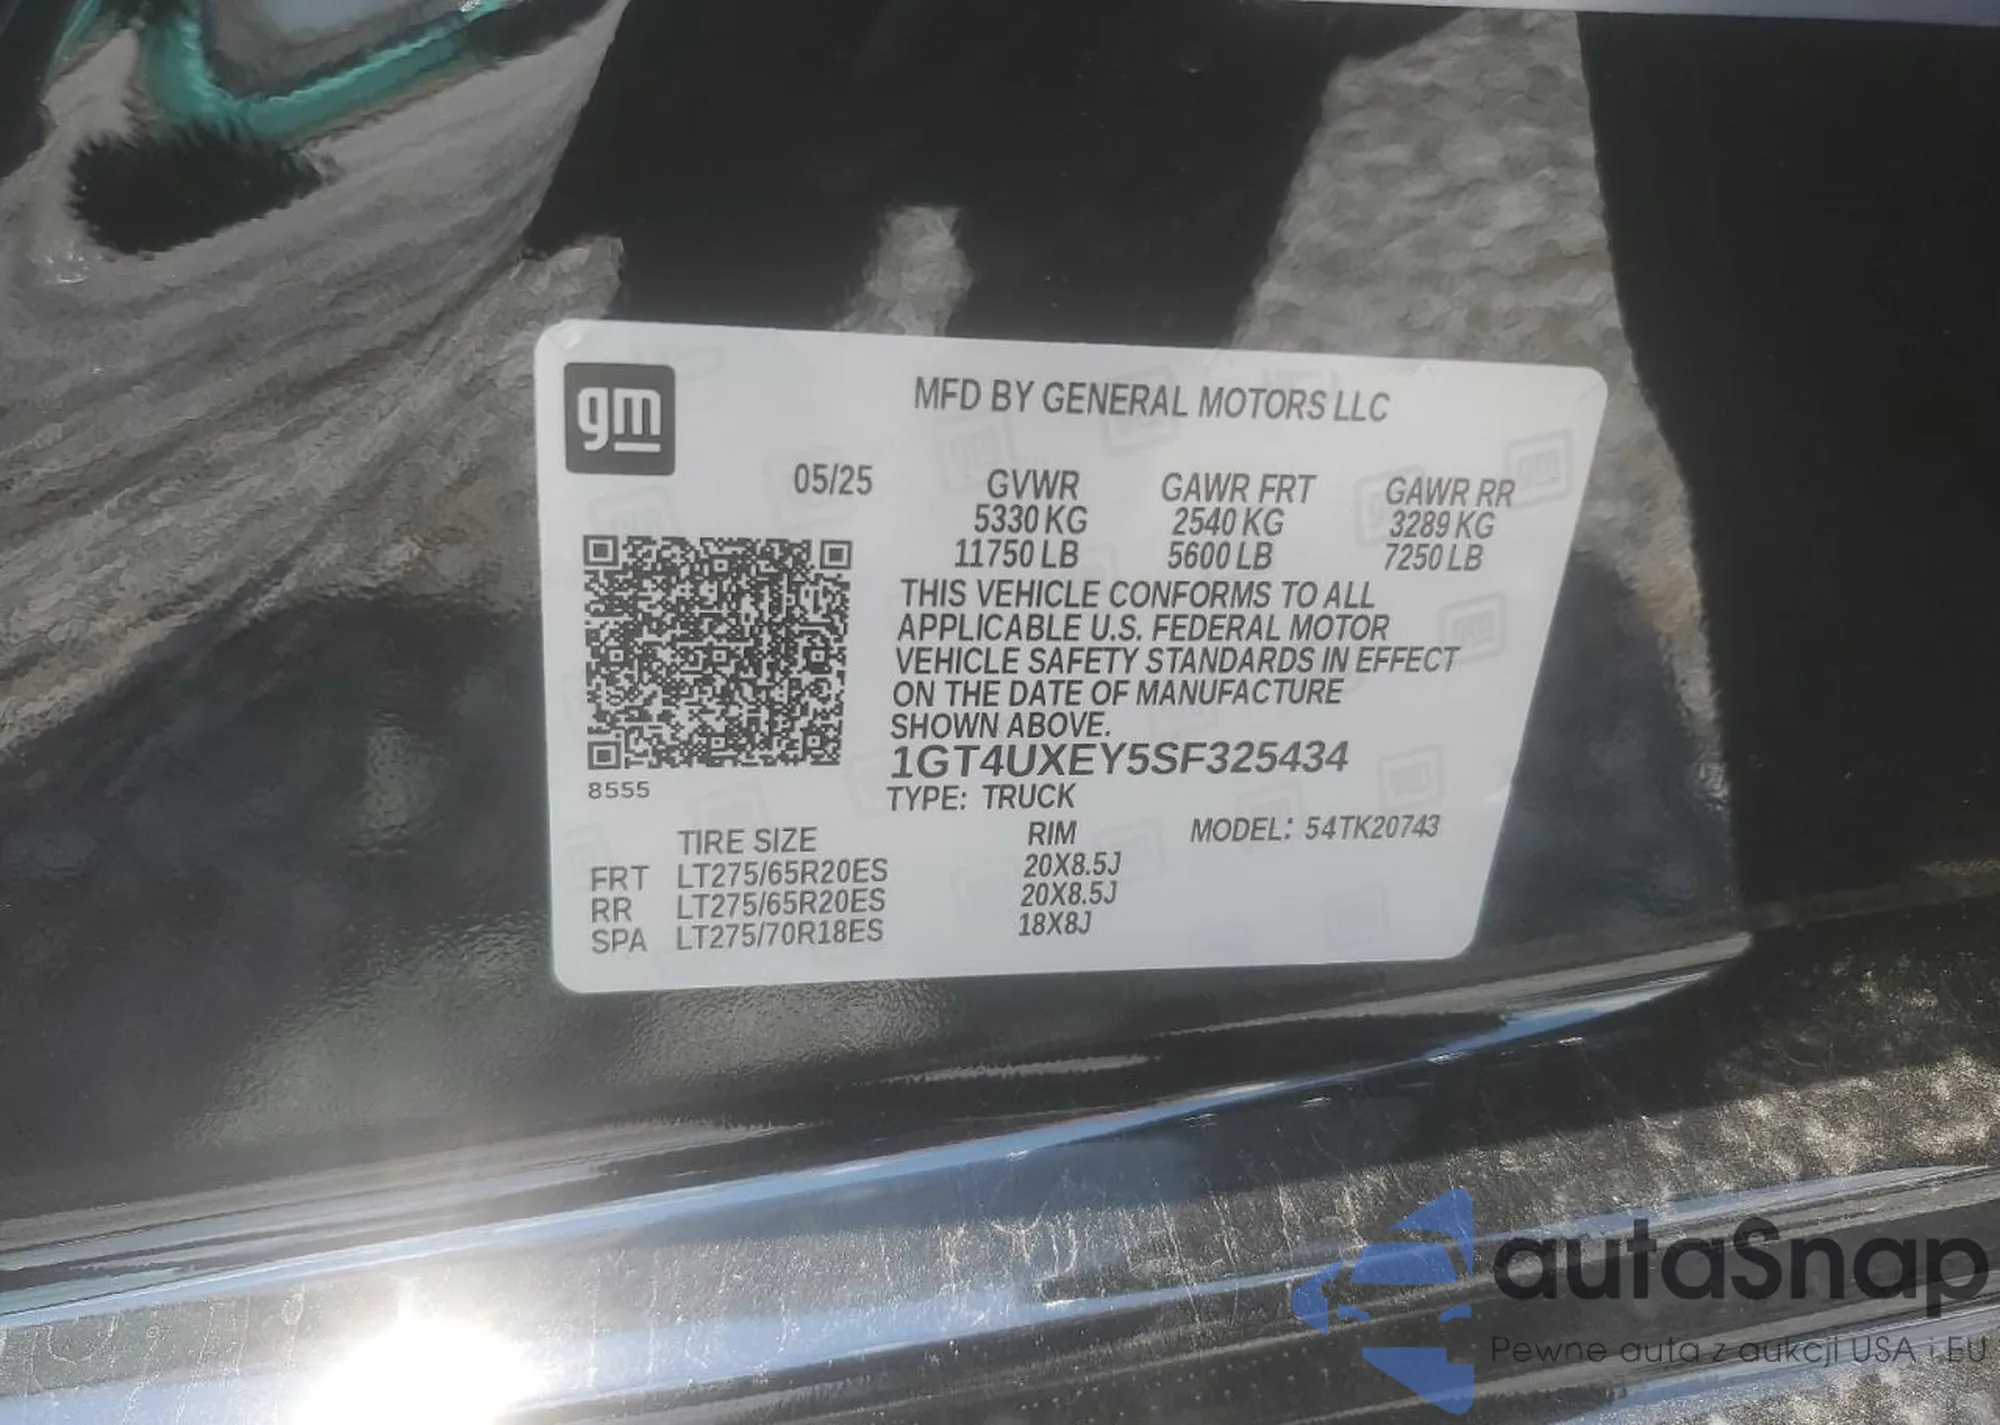 gm
MFD BY GENERAL MOTORS LLC
05/25 GVWR GAWR FRT GAWR RR
5330 KG 2540 KG 3289 KG
11750 LB 5600 LB 7250 LB
THIS VEHICLE CONFORMS TO ALL
APPLICABLE U.S. FEDERAL MOTOR
VEHICLE SAFETY STANDARDS IN EFFECT
ON THE DATE OF MANUFACTURE
SHOWN ABOVE.
1GT4UXEY5SF325434
8555
TYPE: TRUCK
TIRE SIZE RIM MODEL: 54TK20743
FRT LT275/65R20ES 20X8.5J
RR LT275/65R20ES 20X8.5J
SPA LT275/70R18ES 18X8J
autaSnap
Pewne auta z aukcji USA i EU